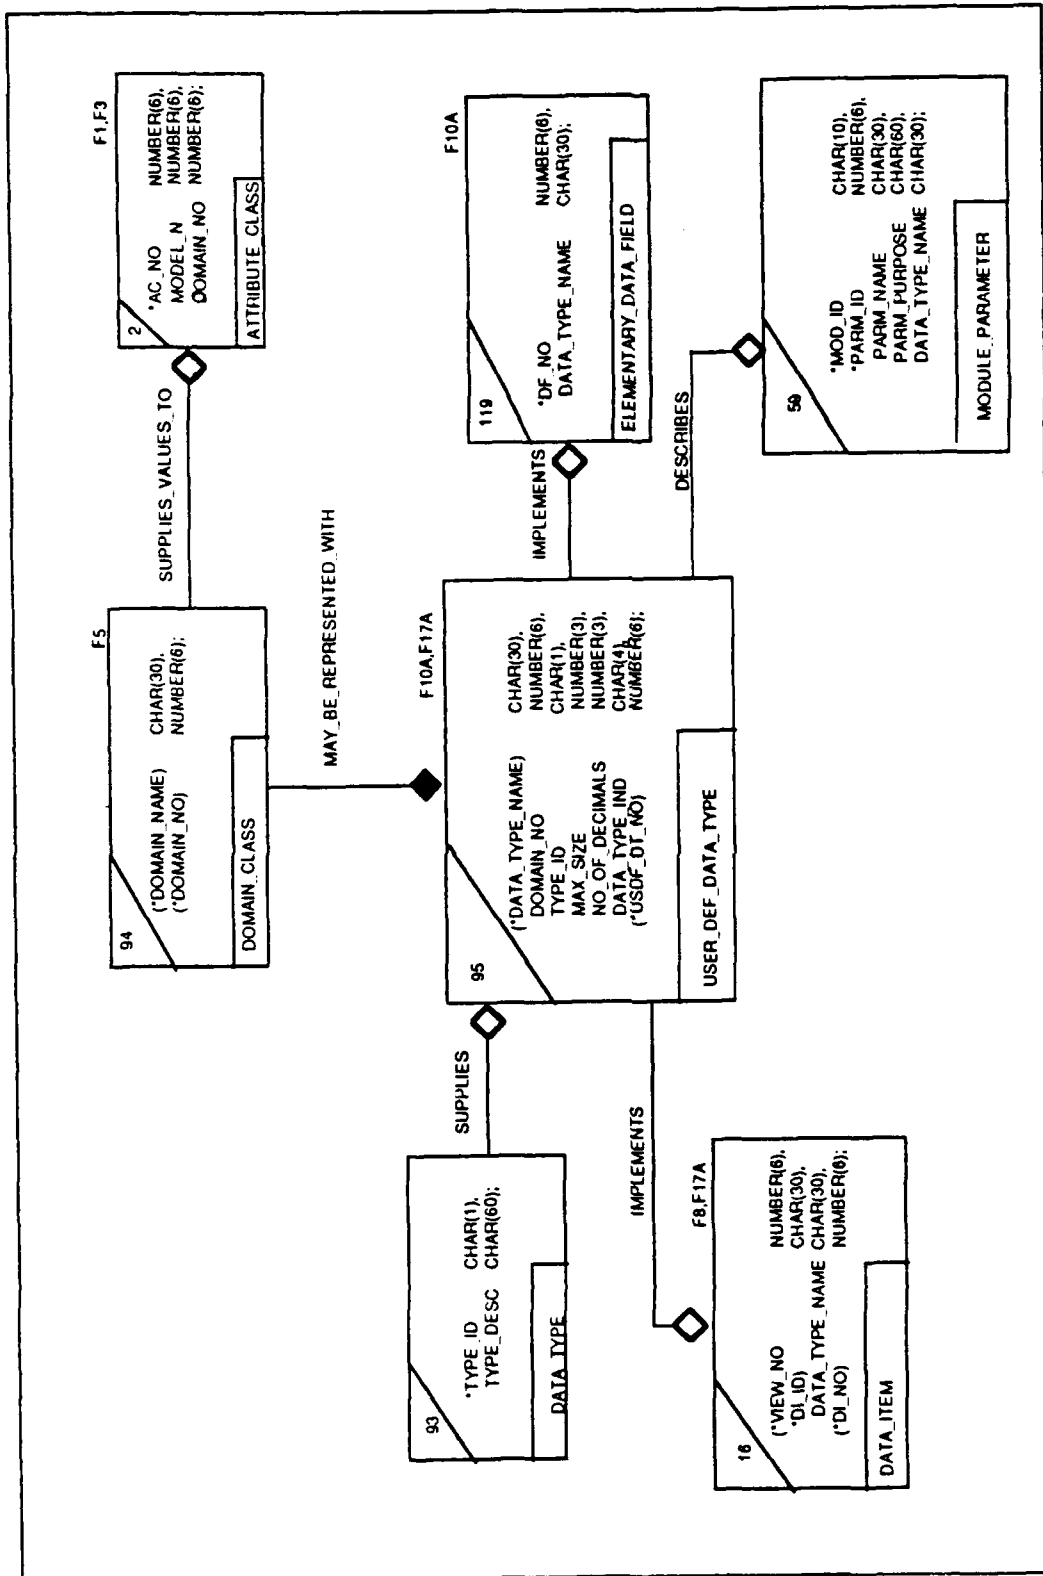 F5
94
(*DOMAIN_NAME) CHAR(30),
(*DOMAIN_NO) NUMBER(6);
DOMAIN_CLASS
SUPPLIES_VALUES_TO
F1,F3
2
*AC_NO NUMBER(6),
MODEL_N NUMBER(6),
DOMAIN_NO NUMBER(6);
ATTRIBUTE_CLASS
MAY_BE_REPRESENTED_WITH
93
*TYPE_ID CHAR(1),
TYPE_DESC CHAR(60);
DATA_TYPE
SUPPLIES
F10A,F17A
95
(*DATA_TYPE_NAME) CHAR(30),
DOMAIN_NO NUMBER(6),
TYPE_ID CHAR(1),
MAX_SIZE NUMBER(3),
NO_OF_DECIMALS NUMBER(3),
DATA_TYPE_IND CHAR(4),
(*USDF_DT_NO) NUMBER(6);
USER_DEF_DATA_TYPE
IMPLEMENTS
F10A
119
*DF_NO NUMBER(6),
DATA_TYPE_NAME CHAR(30);
ELEMENTARY_DATA_FIELD
IMPLEMENTS
F8,F17A
16
(*VIEW_NO NUMBER(6),
*DI_ID) CHAR(30),
DATA_TYPE_NAME CHAR(30),
(*DI_NO) NUMBER(6);
DATA_ITEM
DESCRIBES
*MOD_ID CHAR(10),
*PARM_ID NUMBER(6),
PARM_NAME CHAR(30),
PARM_PURPOSE CHAR(60),
DATA_TYPE_NAME CHAR(30);
MODULE_PARAMETER